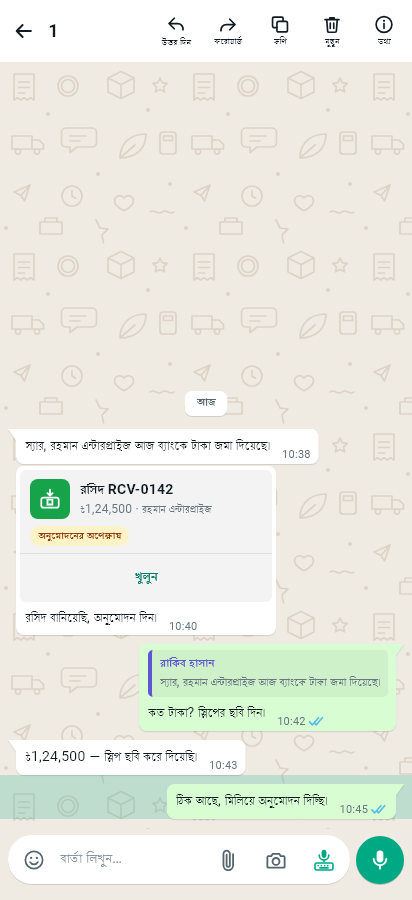 1
উত্তর দিন
ফরোয়ার্ড
কপি
মুছুন
তথ্য
আজ
স্যার, রহমান এন্টারপ্রাইজ আজ ব্যাংকে টাকা জমা দিয়েছে।
10:38
রসিদ RCV-0142
৳1,24,500 · রহমান এন্টারপ্রাইজ
অনুমোদনের অপেক্ষায়
খুলুন
রসিদ বানিয়েছি, অনুমোদন দিন।
10:40
রাকিব হাসান
স্যার, রহমান এন্টারপ্রাইজ আজ ব্যাংকে টাকা জমা দিয়েছে।
কত টাকা? স্লিপের ছবি দিন।
10:42
৳1,24,500 — স্লিপ ছবি করে দিয়েছি।
10:43
ঠিক আছে, মিলিয়ে অনুমোদন দিচ্ছি।
10:45
বার্তা লিখুন…